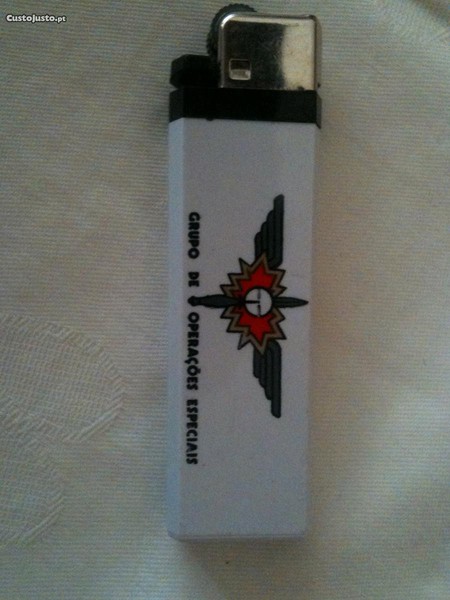 CustoJusto.pt
GRUPO DE OPERAÇÕES ESPECIAIS